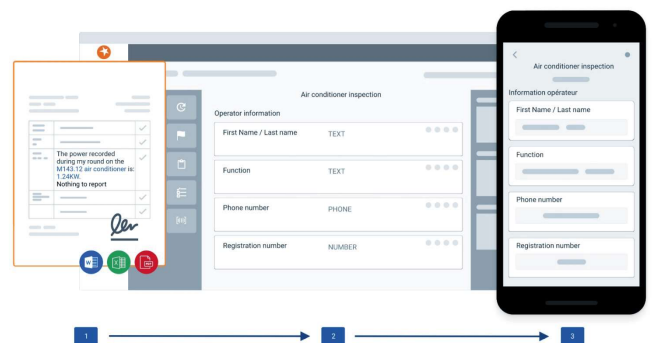 The power recorded
during my round on the
M143.12 air conditioner is:
1.24KW.
Nothing to report
W
X
PDF
Air conditioner inspection
Operator information
First Name / Last name
TEXT
Function
TEXT
Phone number
PHONE
Registration number
NUMBER
Air conditioner inspection
Information opérateur
First Name / Last name
Function
Phone number
Registration number
1
2
3